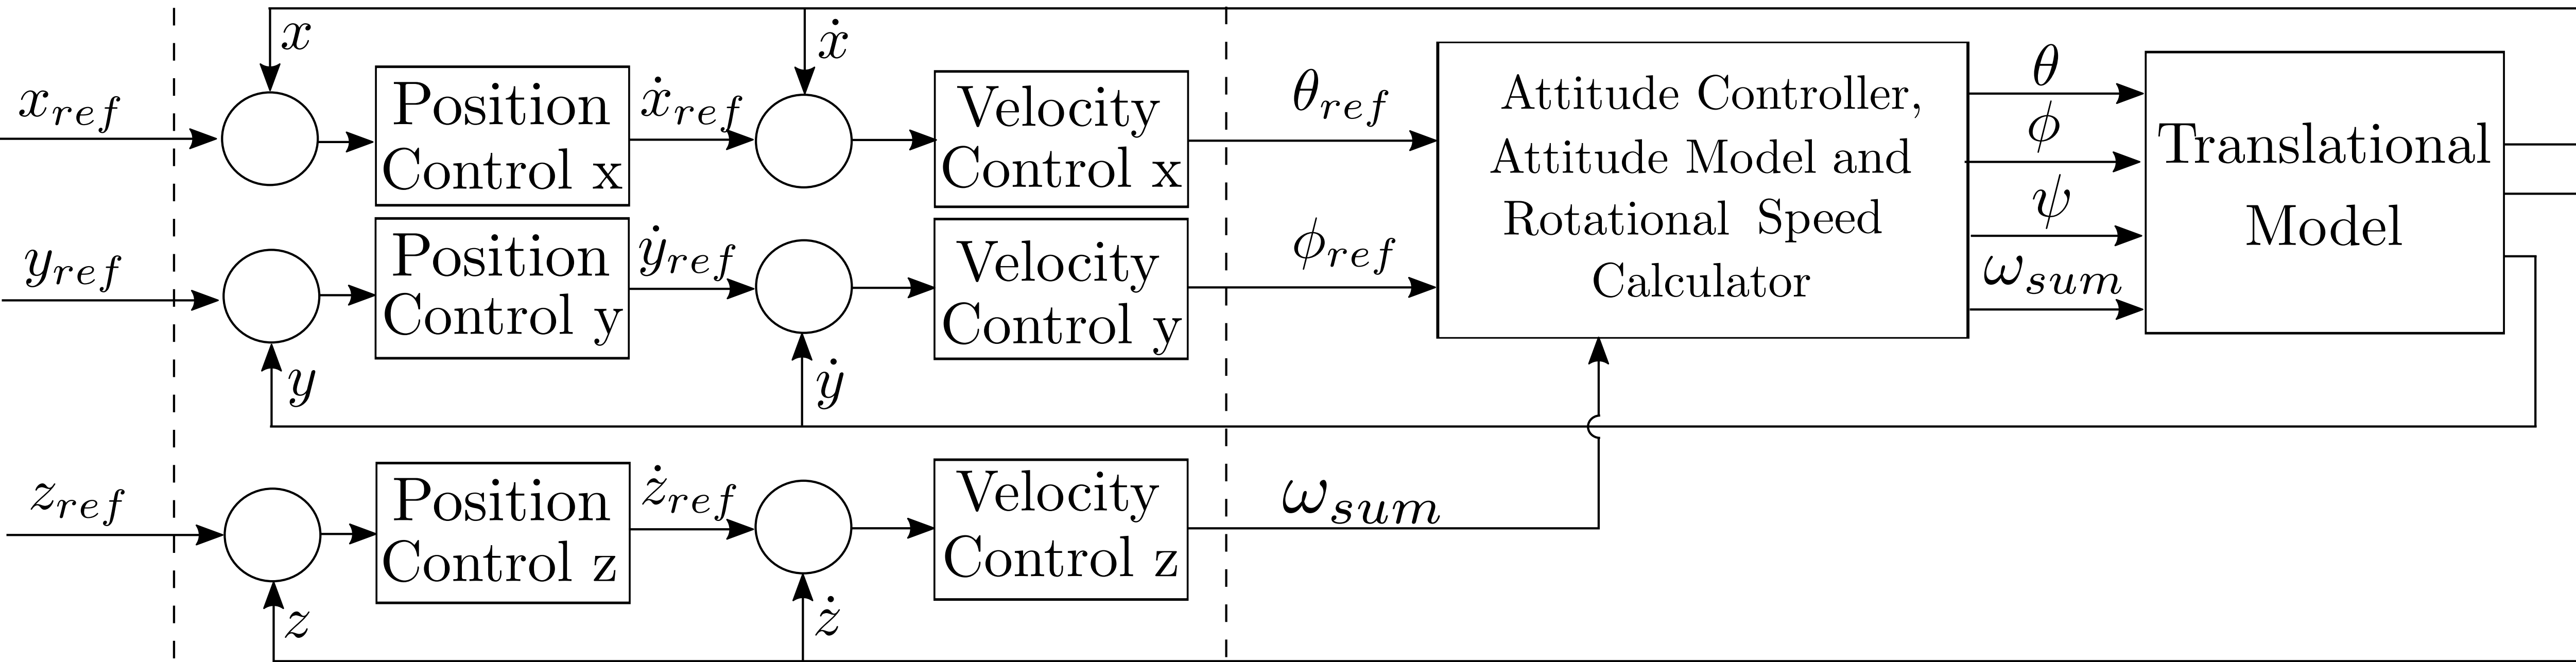 x
ẋ
x_ref
Position
Control x
ẋ_ref
Velocity
Control x
θ_ref
Attitude Controller,
Attitude Model and
Rotational Speed
Calculator
θ
ϕ
ψ
ω_sum
Translational
Model
y_ref
Position
Control y
ẏ_ref
Velocity
Control y
ϕ_ref
y
ẏ
z_ref
Position
Control z
ż_ref
Velocity
Control z
ω_sum
z
ż